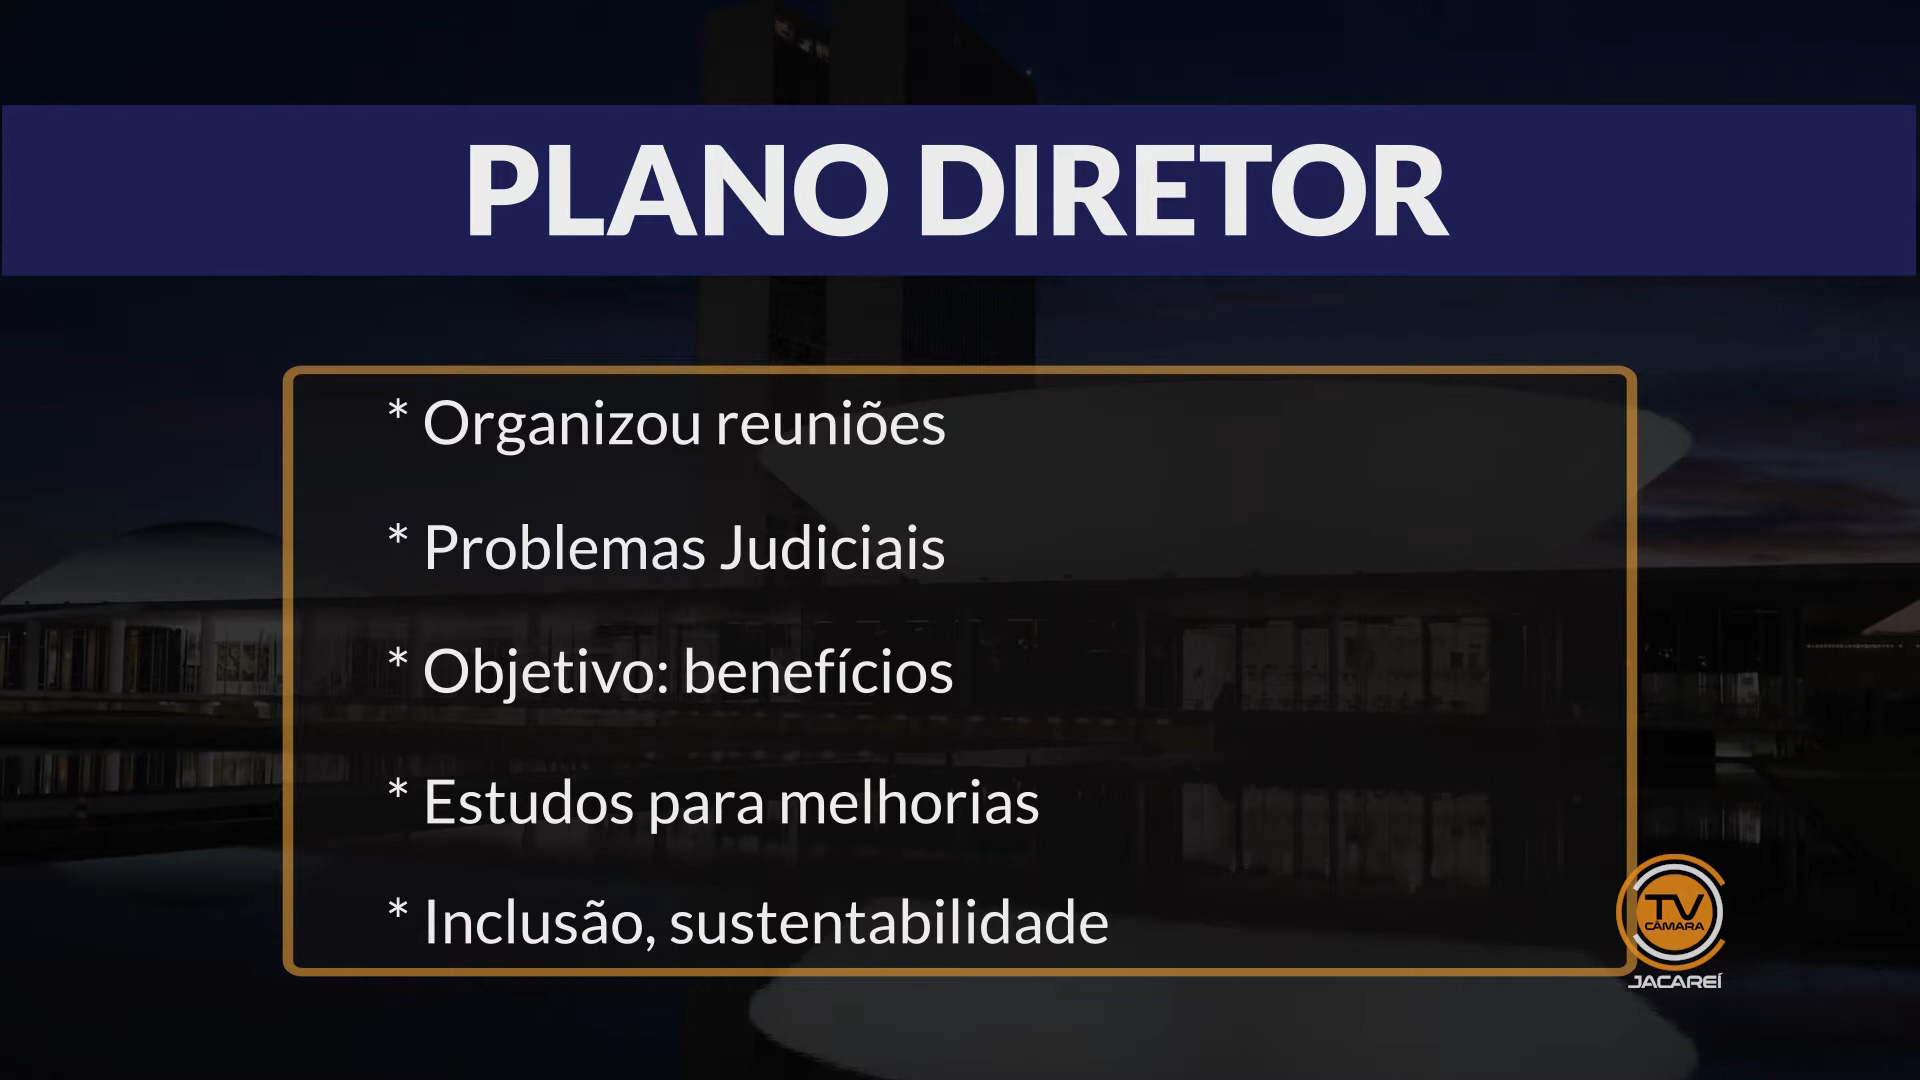 PLANO DIRETOR
* Organizou reuniões
* Problemas Judiciais
* Objetivo: benefícios
* Estudos para melhorias
* Inclusão, sustentabilidade
TV
CÂMARA
JACAREÍ